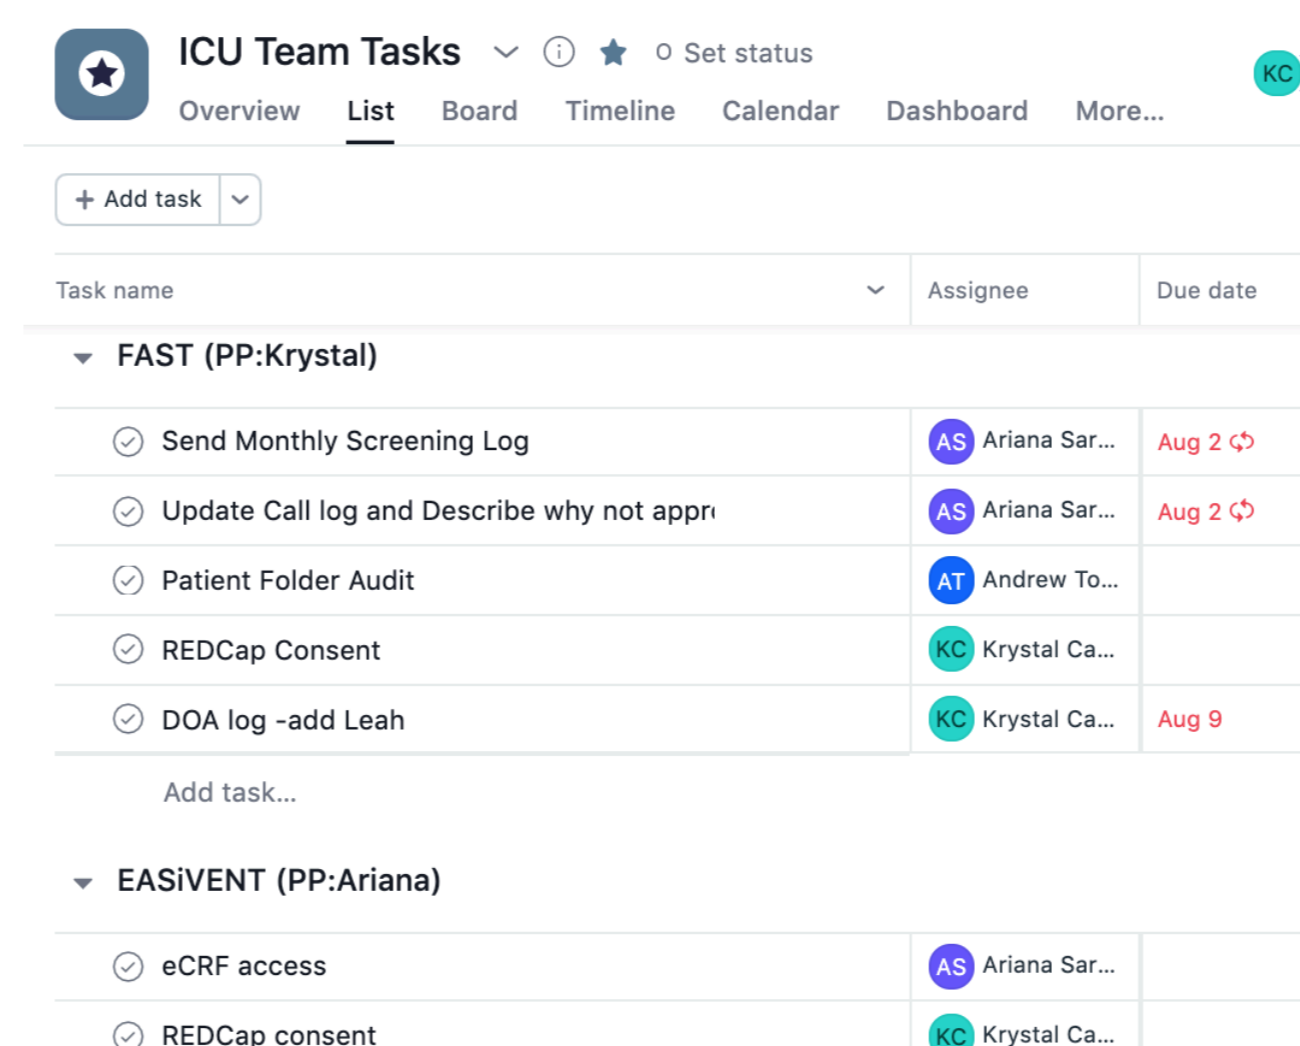 ICU Team Tasks Set status
KC
Overview List Board Timeline Calendar Dashboard More...
+ Add task
Task name Assignee Due date
FAST (PP:Krystal)
Send Monthly Screening Log AS Ariana Sar... Aug 2
Update Call log and Describe why not appr AS Ariana Sar... Aug 2
Patient Folder Audit AT Andrew To...
REDCap Consent KC Krystal Ca...
DOA log -add Leah KC Krystal Ca... Aug 9
Add task...
EASiVENT (PP:Ariana)
eCRF access AS Ariana Sar...
REDCap consent KC Krystal Ca...